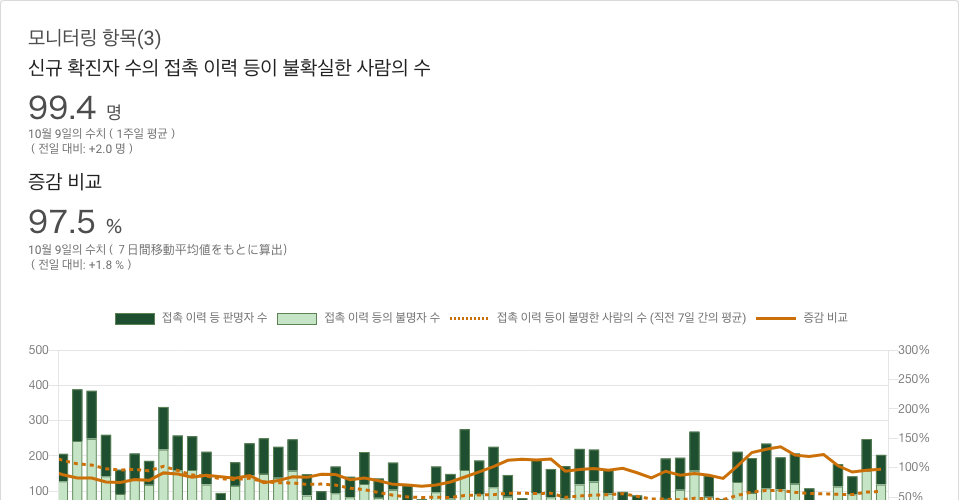 모니터링 항목(3)
신규 확진자 수의 접촉 이력 등이 불확실한 사람의 수
99.4 명
10월 9일의 수치 ( 1주일 평균 )
( 전일 대비: +2.0 명 )
증감 비교
97.5 %
10월 9일의 수치 ( ７日間移動平均値をもとに算出)
( 전일 대비: +1.8 % )
접촉 이력 등 판명자 수 접촉 이력 등의 불명자 수 접촉 이력 등이 불명한 사람의 수 (직전 7일 간의 평균) 증감 비교
500 300%
250%
400
200%
300
150%
200
100%
100
50%